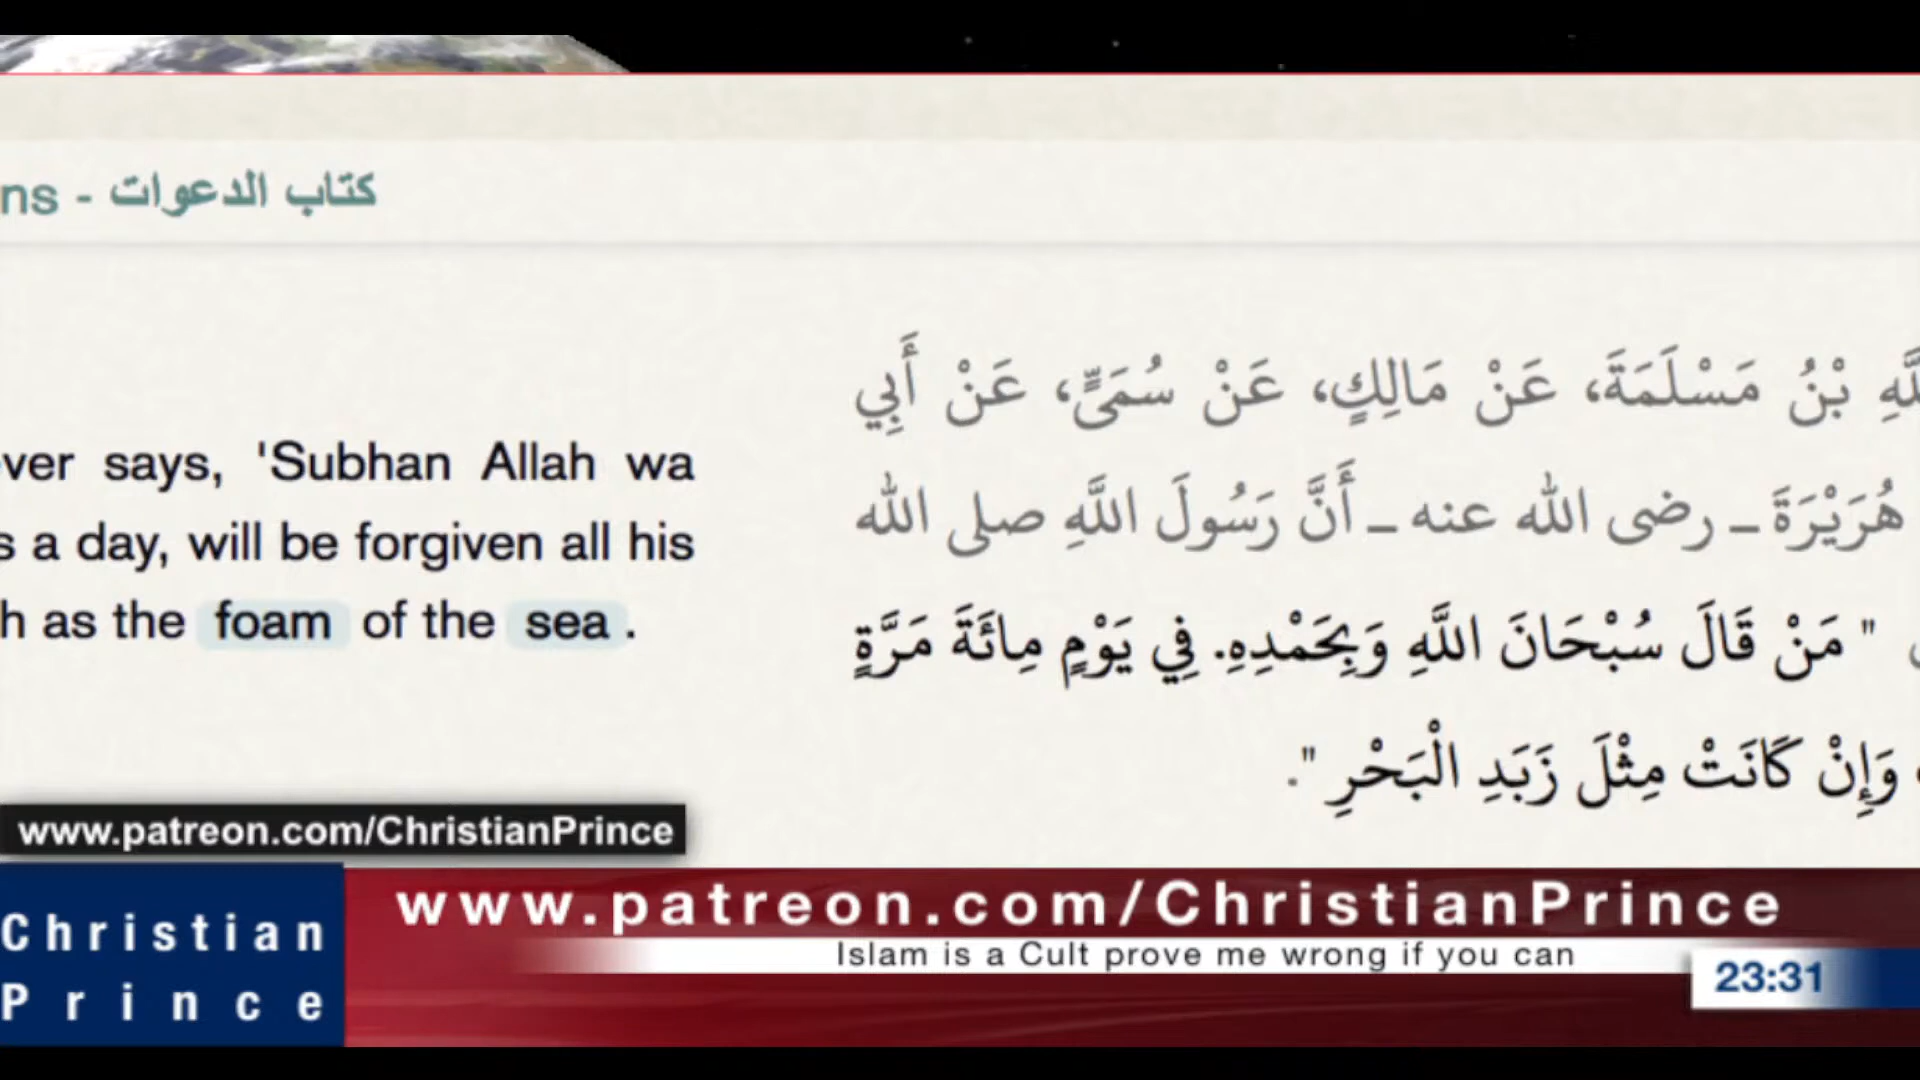 ns - كتاب الدعوات
ver says, 'Subhan Allah wa
s a day, will be forgiven all his
h as the foam of the sea .
بْنُ مَسْلَمَةَ، عَنْ مَالِكٍ، عَنْ سُمَىٍّ، عَنْ أَبِي
هُرَيْرَةَ ـ رضى الله عنه ـ أَنَّ رَسُولَ اللَّهِ صلى الله
" مَنْ قَالَ سُبْحَانَ اللَّهِ وَبِحَمْدِهِ. فِي يَوْمٍ مِائَةَ مَرَّةٍ
وَإِنْ كَانَتْ مِثْلَ زَبَدِ الْبَحْرِ ".
www.patreon.com/ChristianPrince
www.patreon.com/ChristianPrince
Islam is a Cult prove me wrong if you can
Christian
Prince
23:31